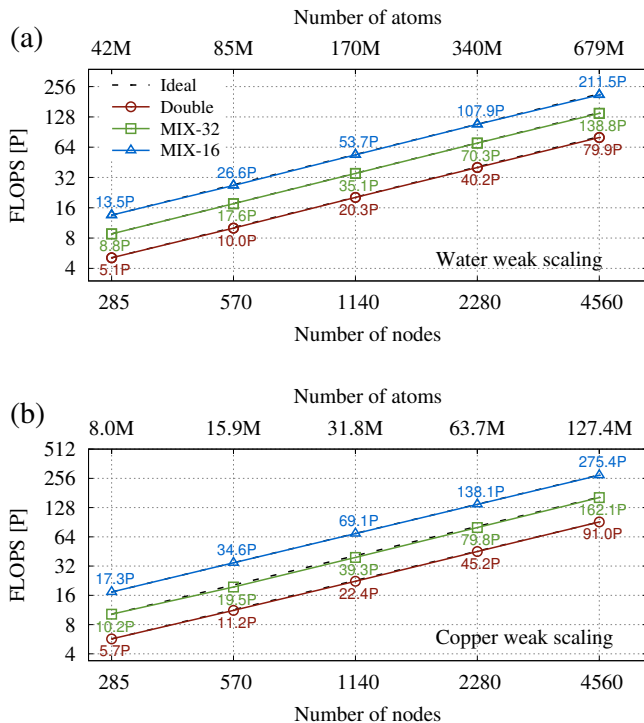 Number of atoms
(a)
42M 85M 170M 340M 679M
256
128
64
32
16
8
4
FLOPS [P]
Ideal
Double
MIX-32
MIX-16
13.5P 26.6P 53.7P 107.9P 211.5P
8.8P 17.6P 35.1P 70.3P 138.8P
5.1P 10.0P 20.3P 40.2P 79.9P
Water weak scaling
285 570 1140 2280 4560
Number of nodes
Number of atoms
(b)
8.0M 15.9M 31.8M 63.7M 127.4M
512
256
128
64
32
16
8
4
FLOPS [P]
17.3P 34.6P 69.1P 138.1P 275.4P
10.2P 19.5P 39.3P 79.8P 162.1P
5.7P 11.2P 22.4P 45.2P 91.0P
Copper weak scaling
285 570 1140 2280 4560
Number of nodes